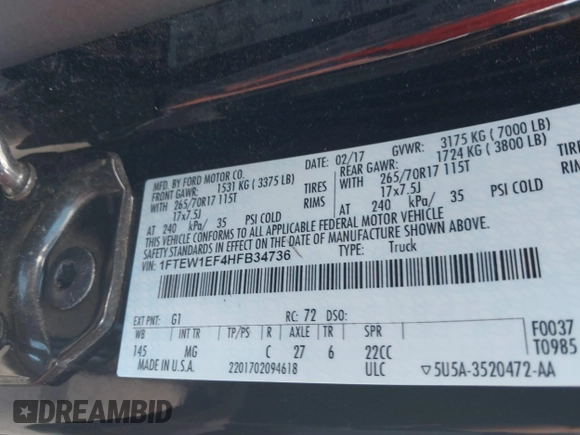 MFD. BY FORD MOTOR CO.
DATE: 02/17 GVWR: 3175 KG ( 7000 LB)
FRONT GAWR: 1531 KG ( 3375 LB)
REAR GAWR: 1724 KG ( 3800 LB)
WITH 265/70R17 115T TIRES WITH 265/70R17 115T TIRES
17x7.5J RIMS 17x7.5J RIMS
AT 240 kPa/ 35 PSI COLD AT 240 kPa/ 35 PSI COLD
THIS VEHICLE CONFORMS TO ALL APPLICABLE FEDERAL MOTOR VEHICLE
SAFETY STANDARDS IN EFFECT ON THE DATE OF MANUFACTURE SHOWN ABOVE.
VIN: 1FTEW1EF4HFB34736 TYPE: Truck
EXT PNT: G1 RC: 72 DSO:
WB INT TR TP/PS R AXLE TR SPR F0037
145 MG C 27 6 22CC T0985
MADE IN U.S.A. 2201702094618 ULC ▽5U5A-3520472-AA
DREAMBID